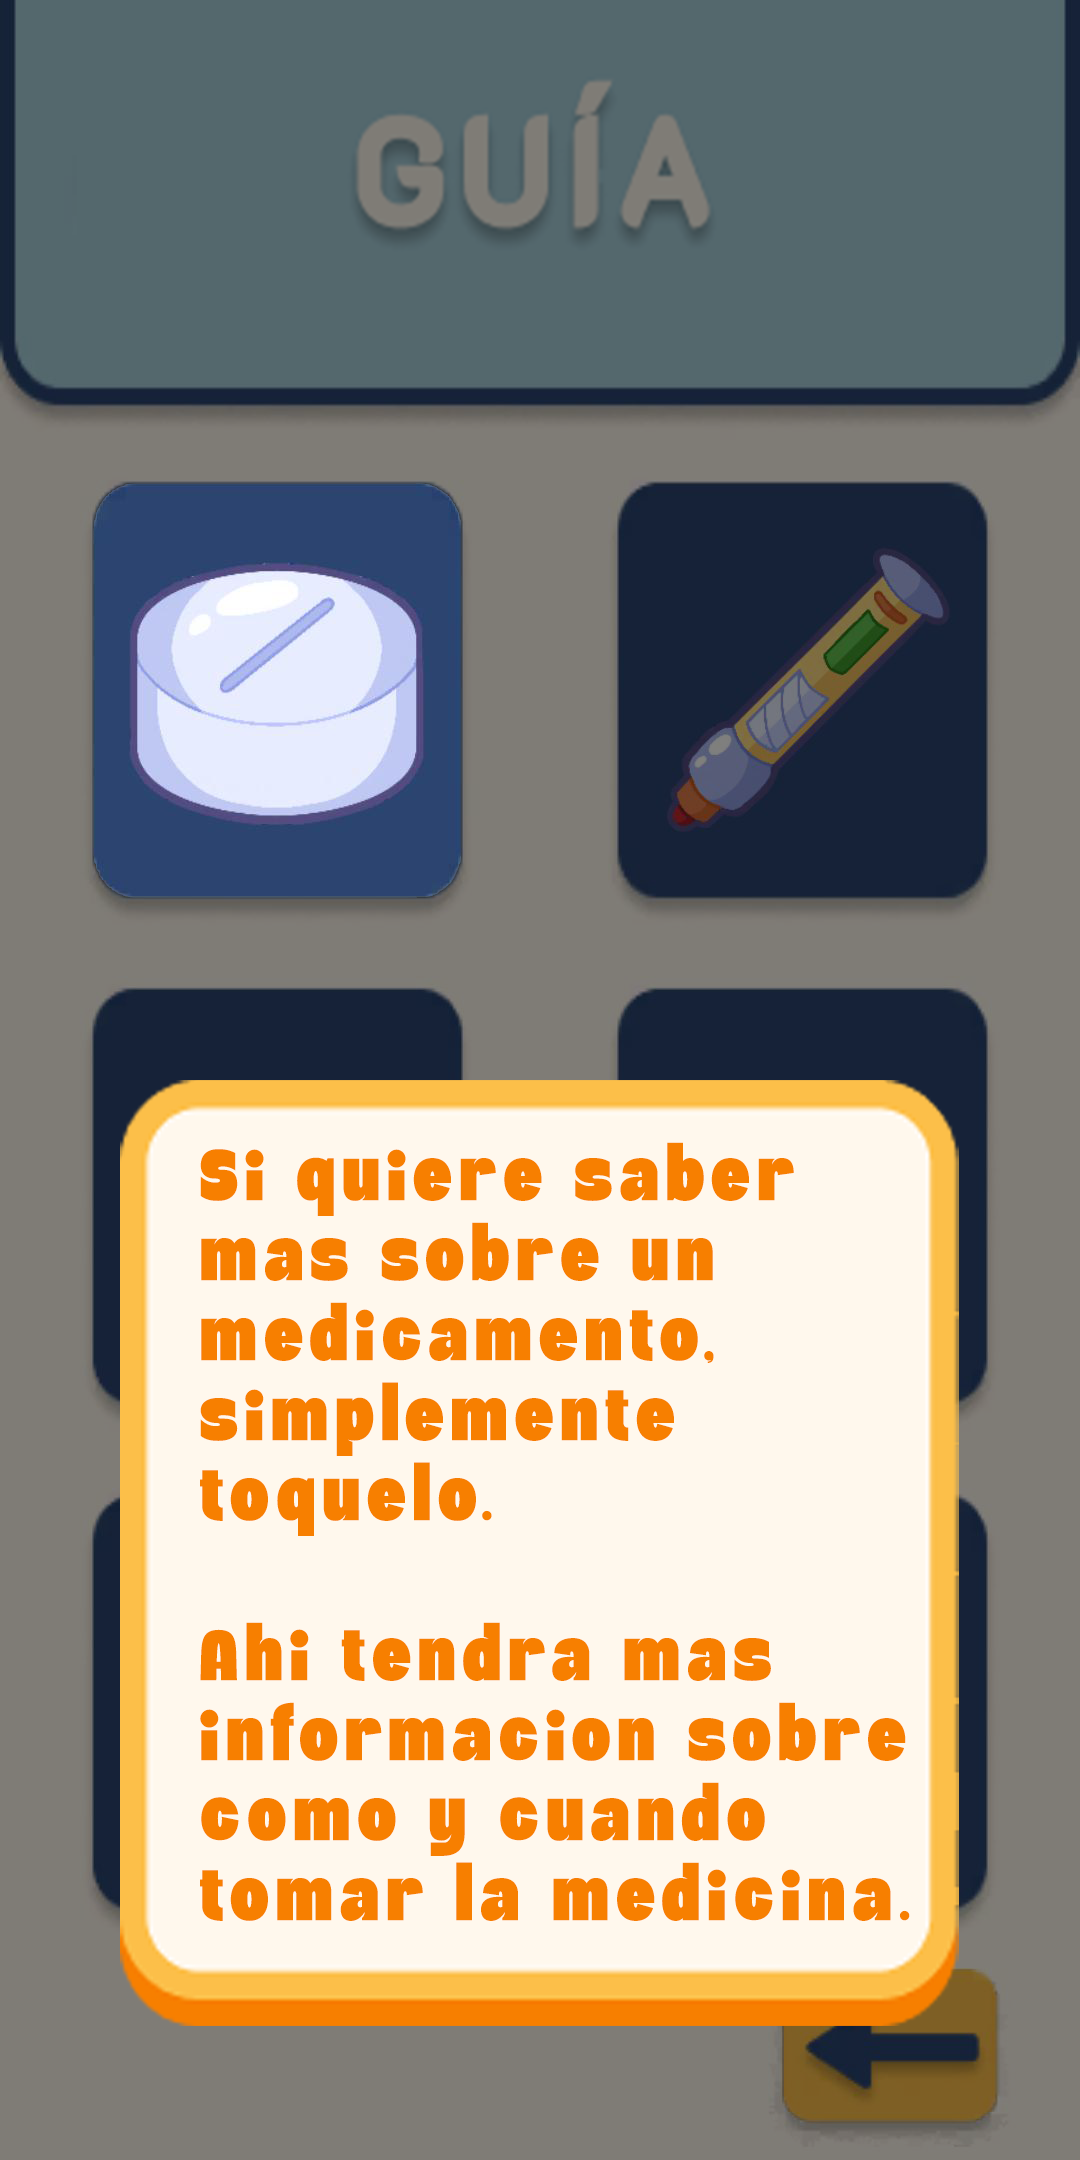 GUÍA
Si quiere saber
mas sobre un
medicamento,
simplemente
toquelo.
Ahi tendra mas
informacion sobre
como y cuando
tomar la medicina.